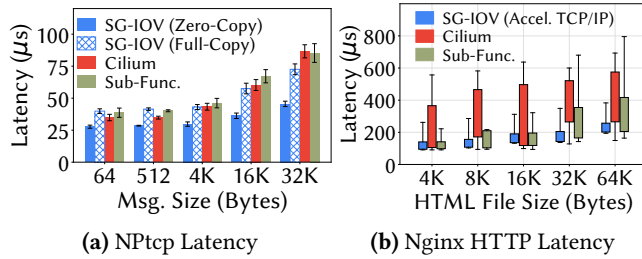 SG-IOV (Zero-Copy)
SG-IOV (Full-Copy)
Cilium
Sub-Func.
Latency (μs)
100
75
50
25
0
64 512 4K 16K 32K
Msg. Size (Bytes)
(a) NPtcp Latency
SG-IOV (Accel. TCP/IP)
Cilium
Sub-Func.
Latency (μs)
800
600
400
200
4K 8K 16K 32K 64K
HTML File Size (Bytes)
(b) Nginx HTTP Latency